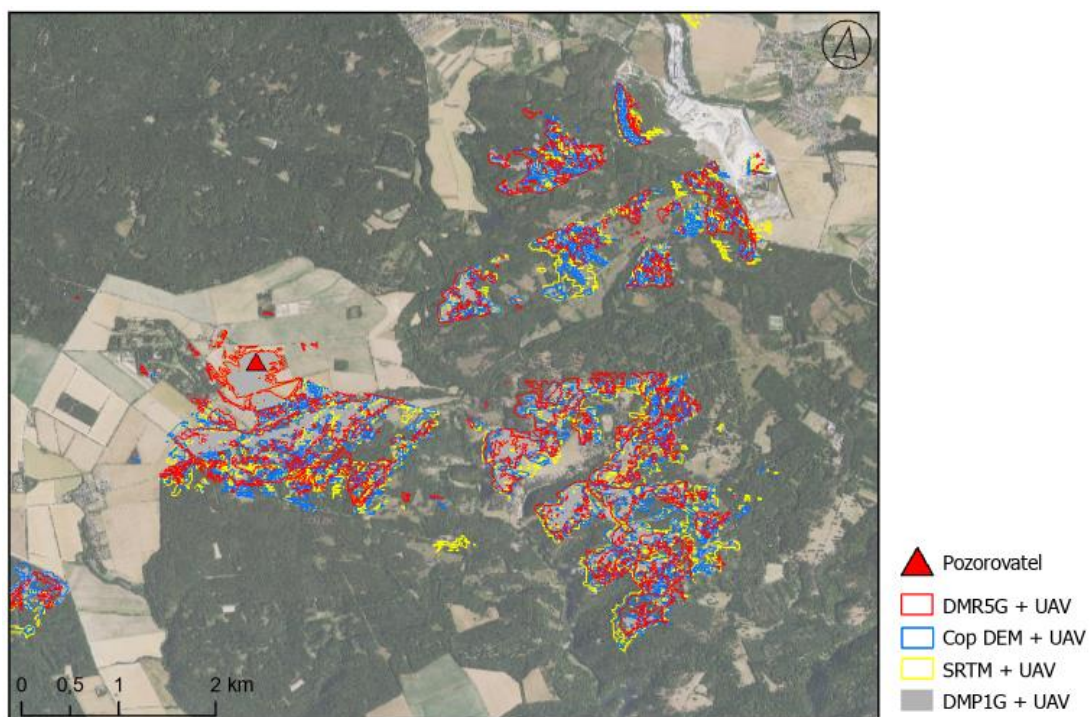 Pozorovatel
DMR5G + UAV
Cop DEM + UAV
SRTM + UAV
DMP1G + UAV
0 0,5 1 2 km